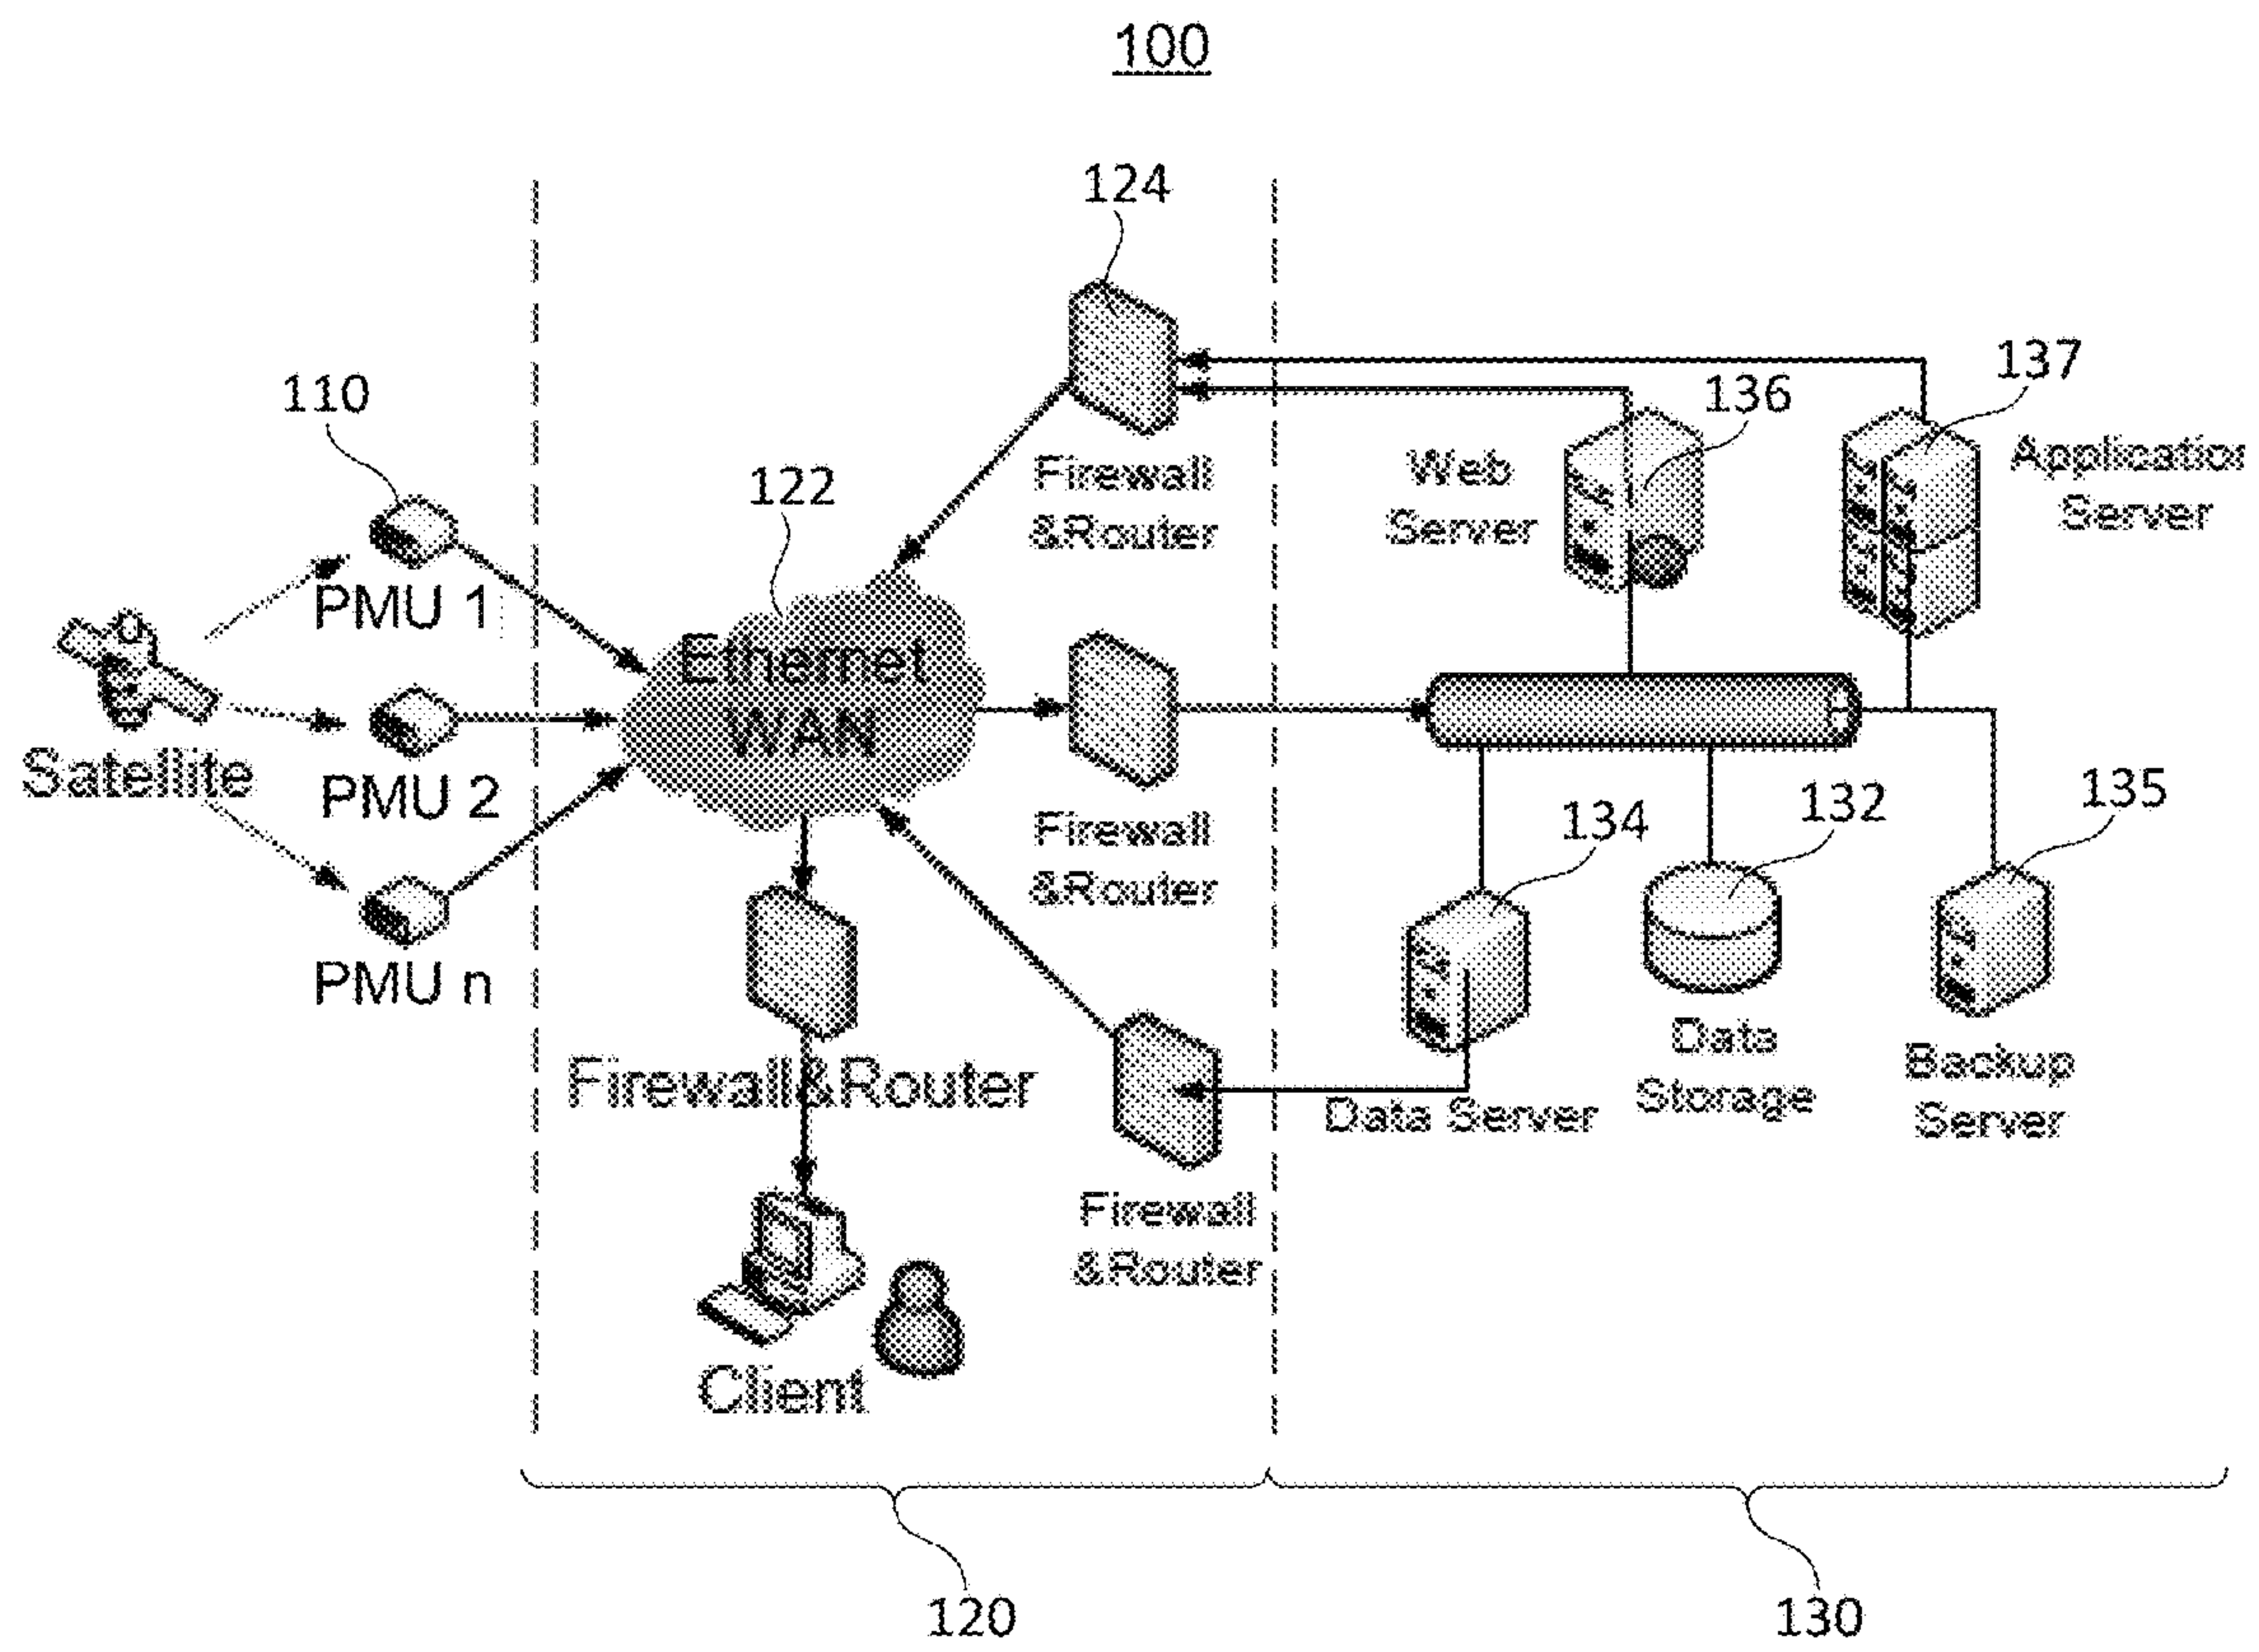 100
124
137
110
136
Web
Server
Application
Server
122
Firewall
&Router
PMU 1
Ethernet
WAN
Satellite
PMU 2
135
132
134
Firewall
&Router
PMU n
Data
Storage
Backup
Server
Firewall&Router
Data Server
Firewall
&Router
Client
120
130